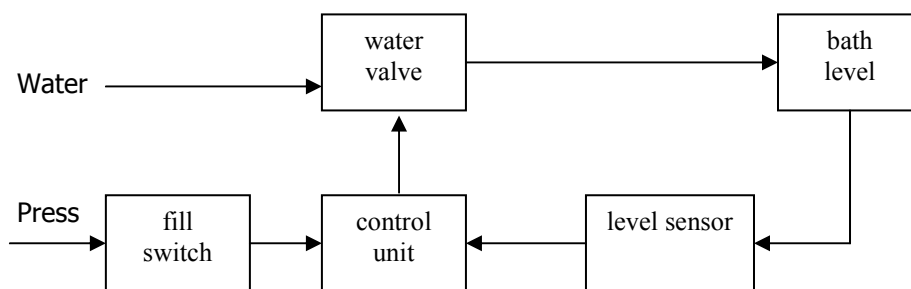 water
valve
bath
level
Water
Press
fill
switch
control
unit
level sensor